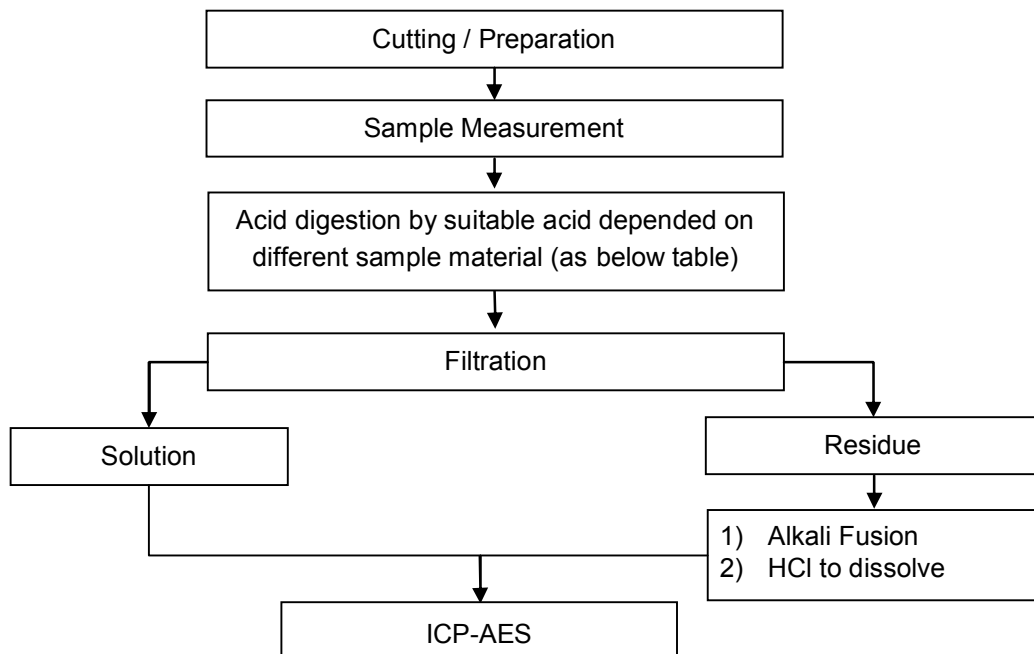 Cutting / Preparation
Sample Measurement
Acid digestion by suitable acid depended on
different sample material (as below table)
Filtration
Solution
Residue
1) Alkali Fusion
2) HCl to dissolve
ICP-AES